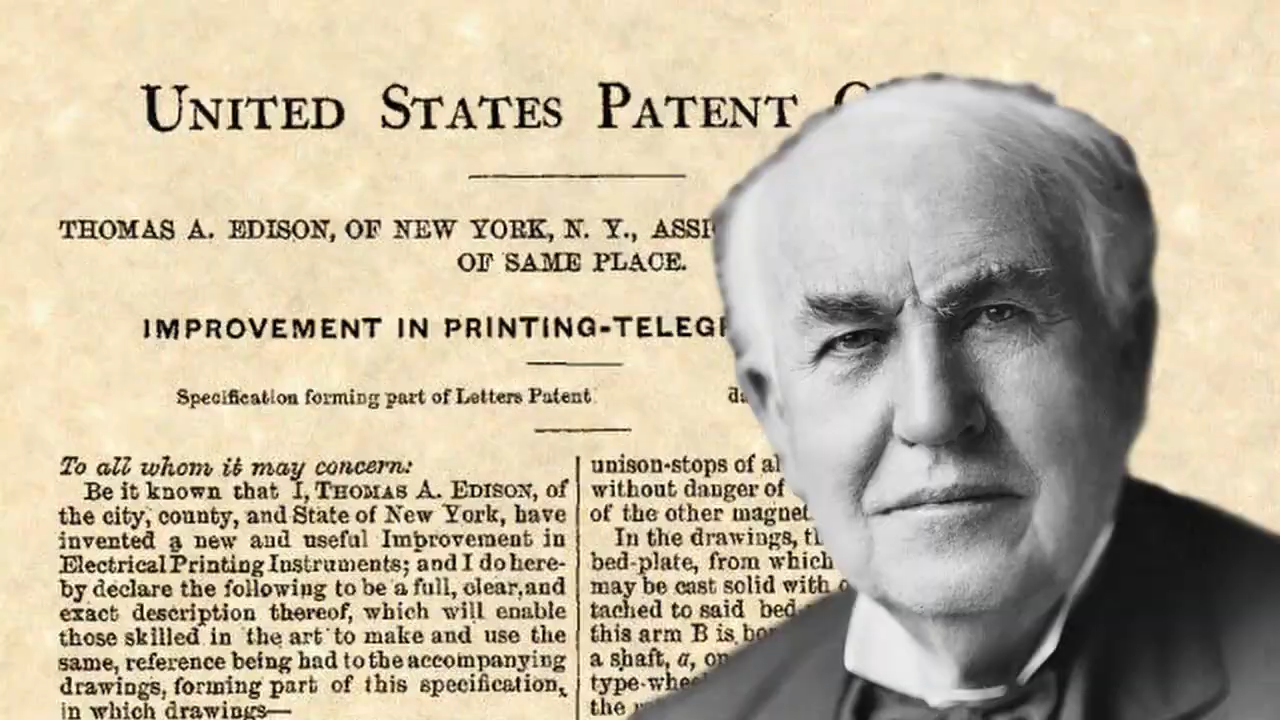 UNITED STATES PATENT
THOMAS A. EDISON, OF NEW YORK, N. Y., ASSI
OF SAME PLACE.
IMPROVEMENT IN PRINTING-TELEG
Specification forming part of Letters Patent
To all whom it may concern:
Be it known that I, THOMAS A. EDISON, of
the city, county, and State of New York, have
invented a new and useful Improvement in
Electrical Printing Instruments; and I do here-
by declare the following to be a full, clear, and
exact description thereof, which will enable
those skilled in the art to make and use the
same, reference being had to the accompanying
drawings, forming part of this specification,
in which drawings—
unison-stops of al
without danger of
of the other magnet
In the drawings, t
bed-plate, from which
may be cast solid with
tached to said bed
this arm B is bor
a shaft, a, on
type-whee
the